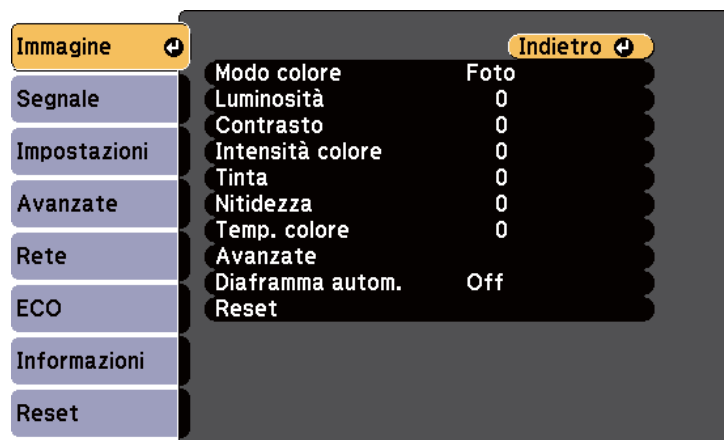 Immagine
Segnale
Impostazioni
Avanzate
Rete
ECO
Informazioni
Reset
Indietro
Modo colore Foto
Luminosità 0
Contrasto 0
Intensità colore 0
Tinta 0
Nitidezza 0
Temp. colore 0
Avanzate
Diaframma autom. Off
Reset